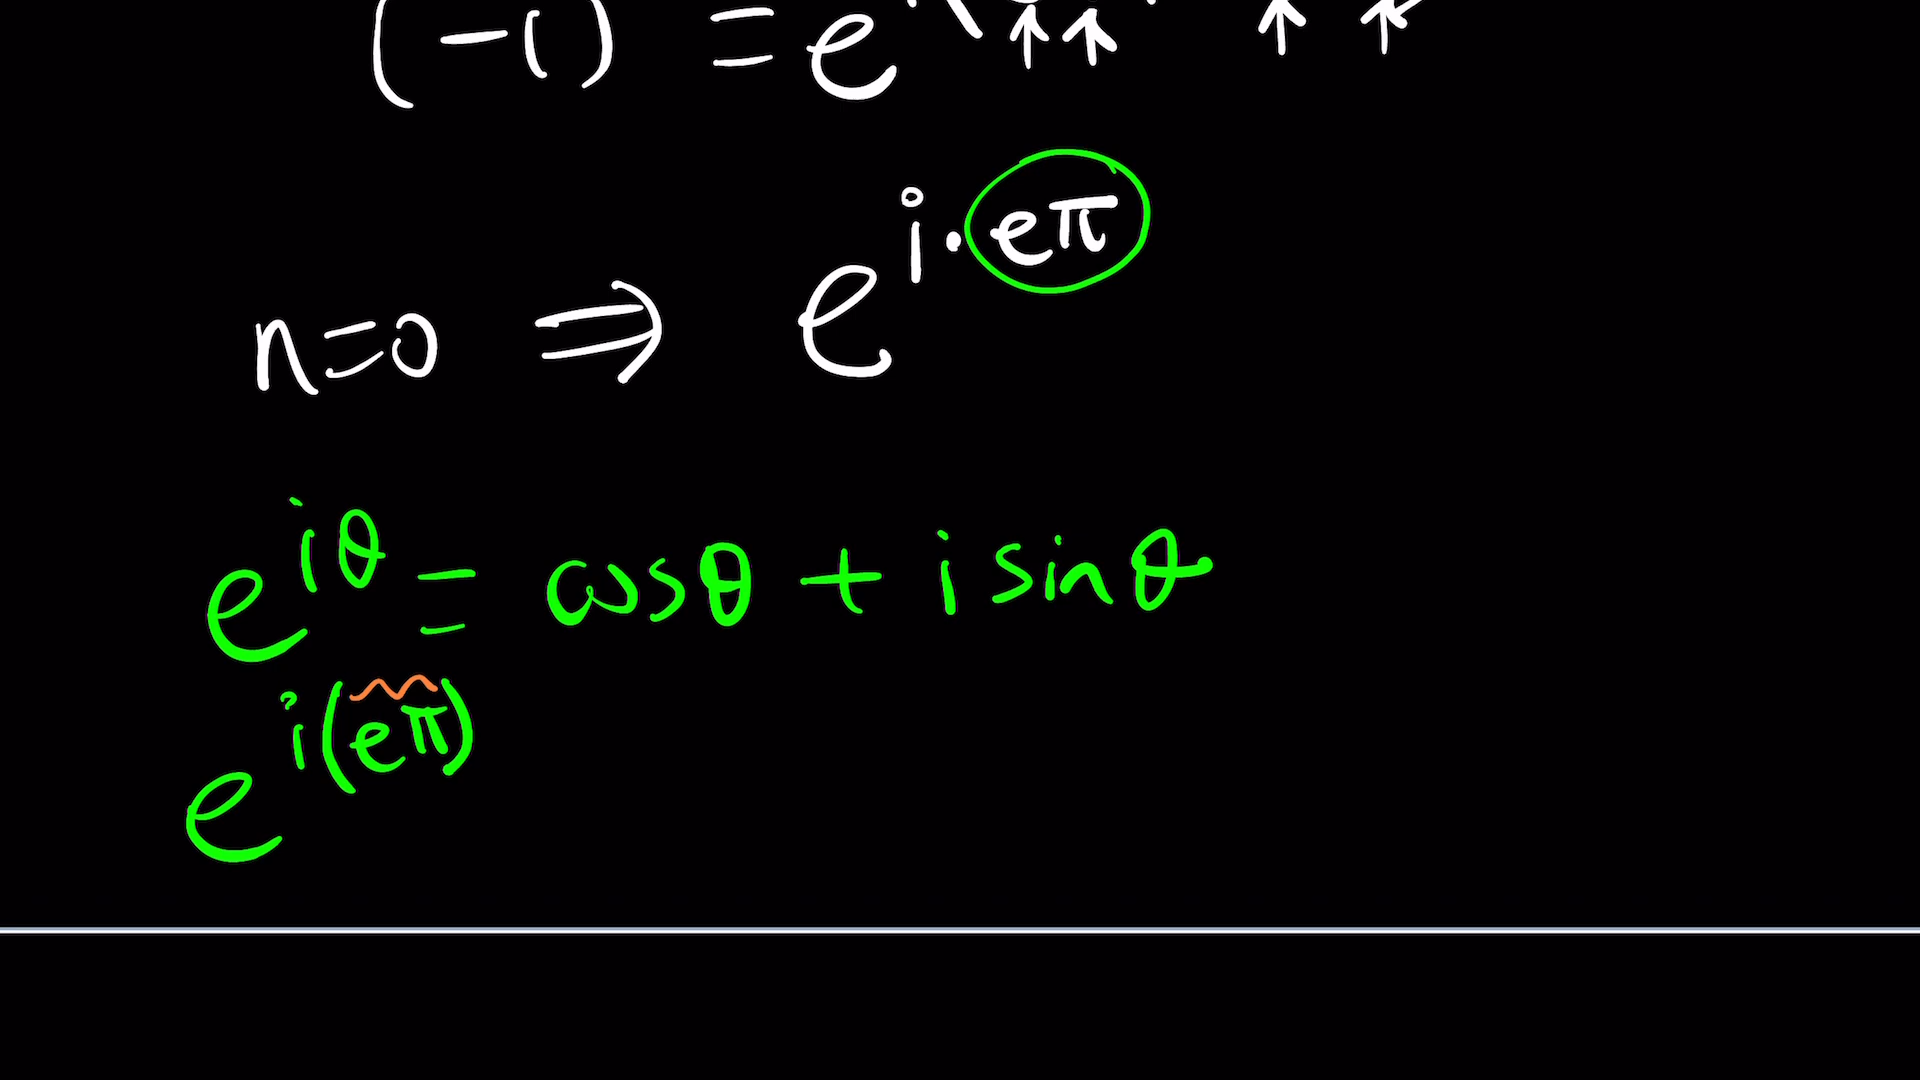 (-1) = e
n=0 ⇒ e^{i·eπ}
e^{iθ} = cosθ + i sinθ
e^{i(eπ)}